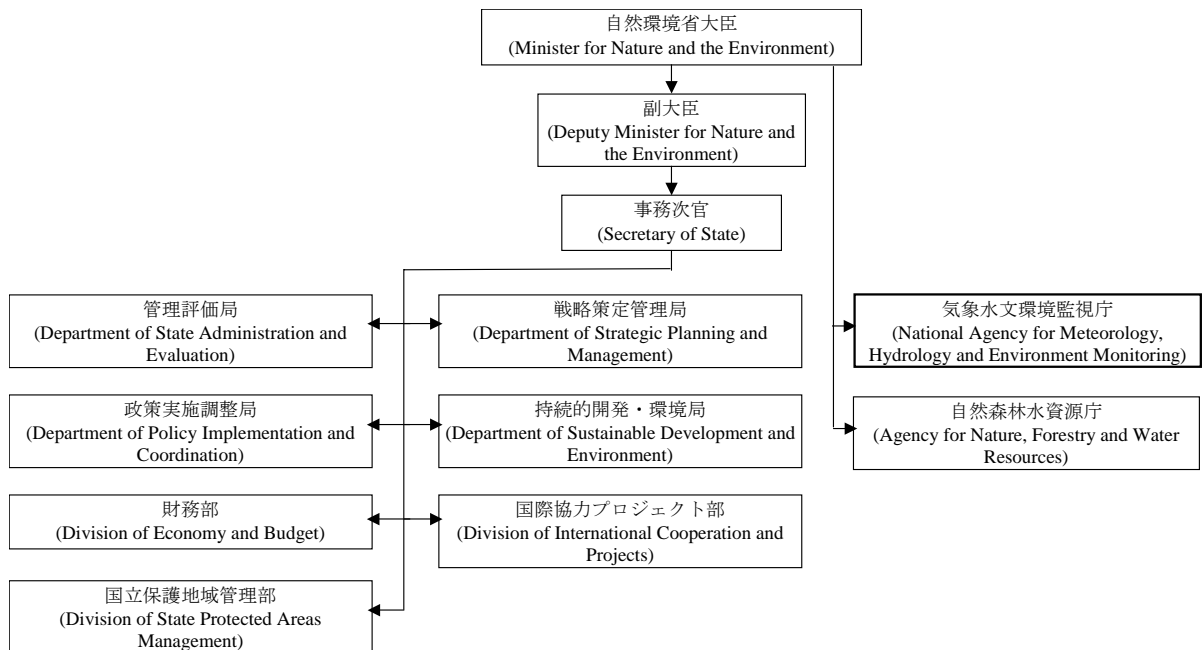 自然環境省大臣
(Minister for Nature and the Environment)
副大臣
(Deputy Minister for Nature and
the Environment)
事務次官
(Secretary of State)
管理評価局
(Department of State Administration and
Evaluation)
戦略策定管理局
(Department of Strategic Planning and
Management)
気象水文環境監視庁
(National Agency for Meteorology,
Hydrology and Environment Monitoring)
政策実施調整局
(Department of Policy Implementation and
Coordination)
持続的開発・環境局
(Department of Sustainable Development and
Environment)
自然森林水資源庁
(Agency for Nature, Forestry and Water
Resources)
財務部
(Division of Economy and Budget)
国際協力プロジェクト部
(Division of International Cooperation and
Projects)
国立保護地域管理部
(Division of State Protected Areas
Management)